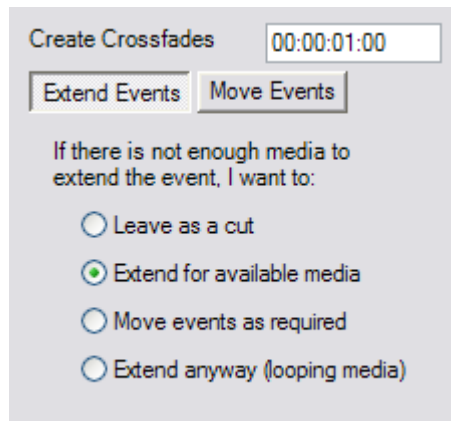 Create Crossfades 00:00:01:00
Extend Events Move Events
If there is not enough media to
extend the event, I want to:
Leave as a cut
Extend for available media
Move events as required
Extend anyway (looping media)